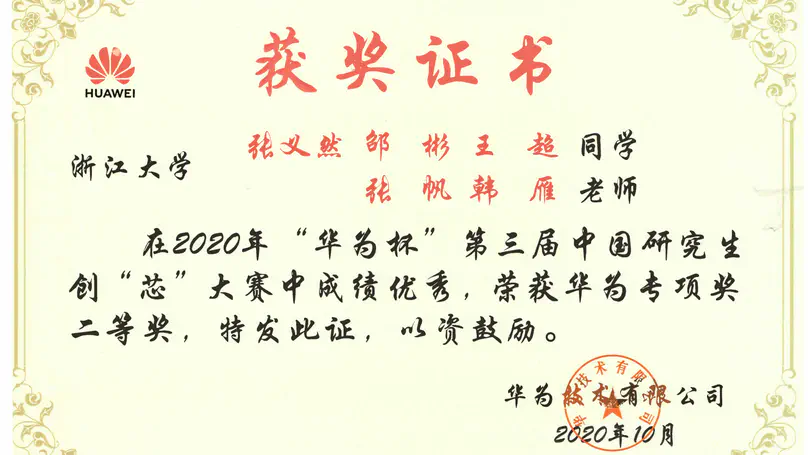 获奖证书
HUAWEI
张义然 邰 彬 王 超 同学
浙江大学
张 帆 韩 雁 老师
在2020年“华为杯”第三届中国研究生
创“芯”大赛中成绩优秀，荣获华为专项奖
二等奖，特发此证，以资鼓励。
华为技术有限公司
2020年10月
华为技术有限公司